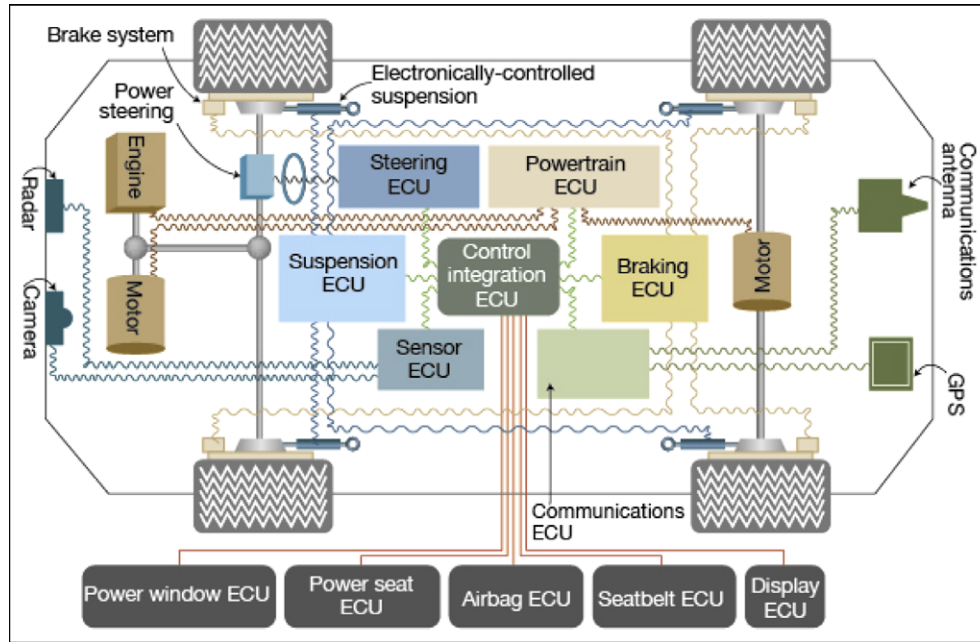 Brake system
Electronically-controlled
suspension
Power
steering
Engine
Steering
ECU
Powertrain
ECU
Radar
Communications
antenna
Control
integration
ECU
Suspension
ECU
Braking
ECU
Motor
Motor
Camera
Sensor
ECU
GPS
Communications
ECU
Power window ECU
Power seat
ECU
Airbag ECU
Seatbelt ECU
Display
ECU